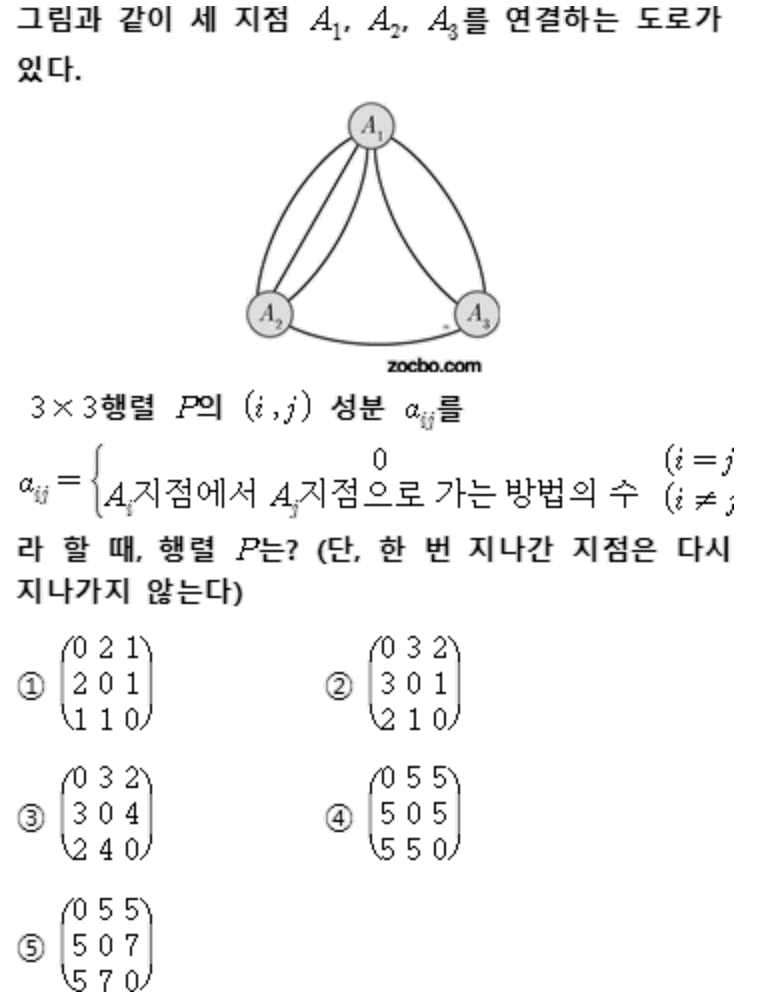 그림과 같이 세 지점 A₁, A₂, A₃를 연결하는 도로가
있다.
A₁
A₂ A₃
zocbo.com
3×3행렬 P의 (i, j) 성분 a_{ij}를
a_{ij} = { 0 (i = j
A_i지점에서 A_j지점으로 가는 방법의 수 (i ≠ j
라 할 때, 행렬 P는? (단, 한 번 지나간 지점은 다시
지나가지 않는다)
① (0 2 1 ② (0 3 2
2 0 1 3 0 1
1 1 0) 2 1 0)
③ (0 3 2 ④ (0 5 5
3 0 4 5 0 5
2 4 0) 5 5 0)
⑤ (0 5 5
5 0 7
5 7 0)